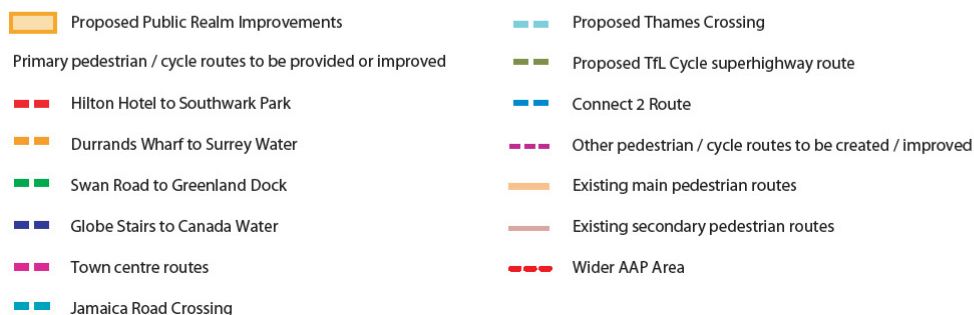 Proposed Public Realm Improvements
Primary pedestrian / cycle routes to be provided or improved
Hilton Hotel to Southwark Park
Durrands Wharf to Surrey Water
Swan Road to Greenland Dock
Globe Stairs to Canada Water
Town centre routes
Jamaica Road Crossing
Proposed Thames Crossing
Proposed TfL Cycle superhighway route
Connect 2 Route
Other pedestrian / cycle routes to be created / improved
Existing main pedestrian routes
Existing secondary pedestrian routes
Wider AAP Area